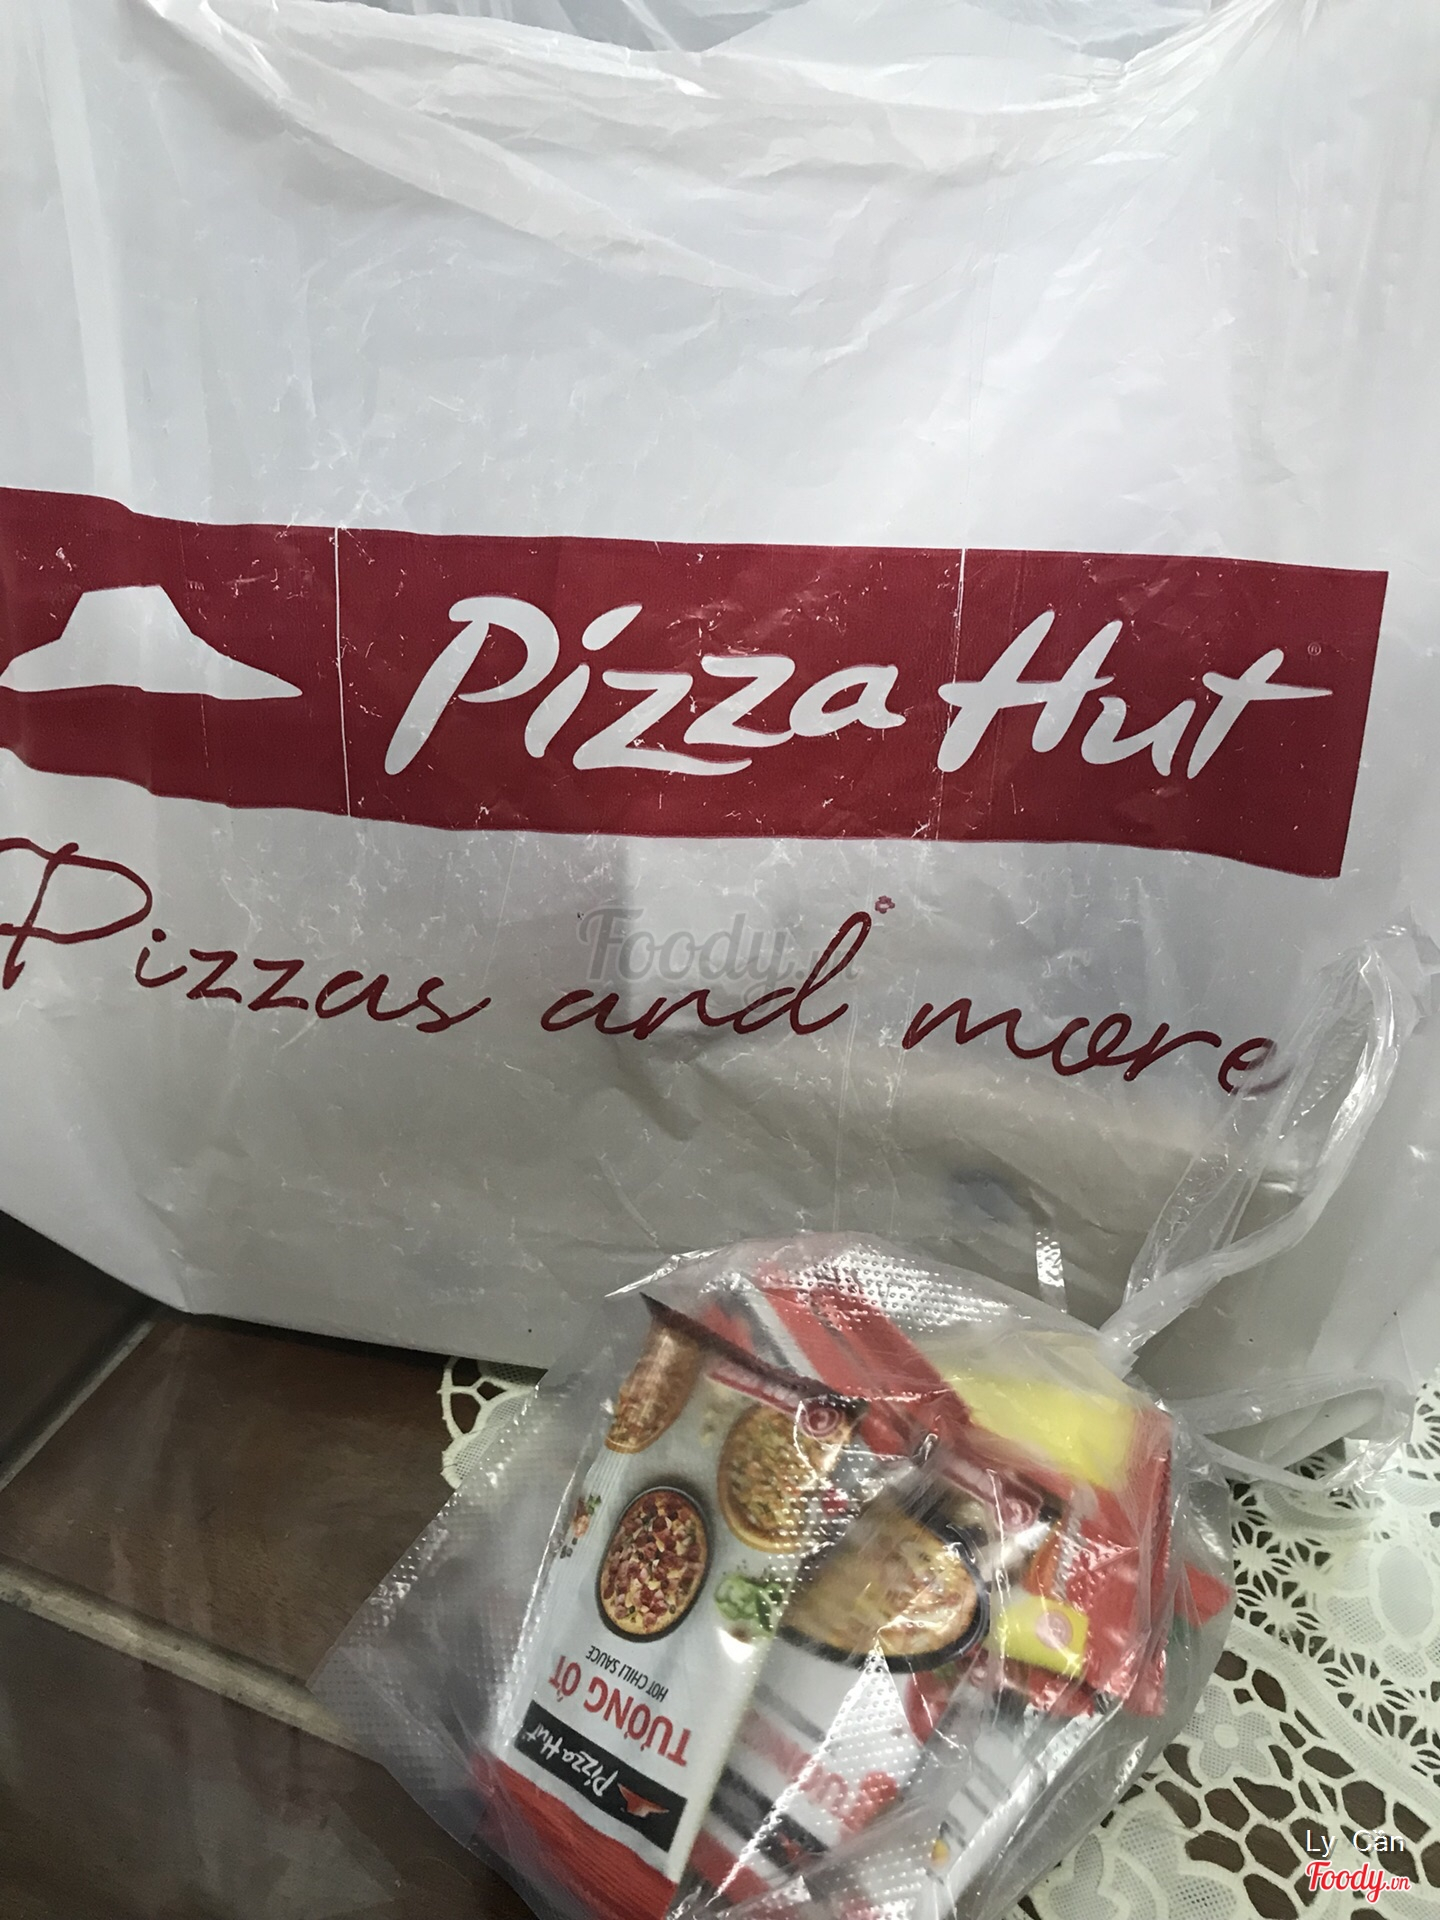 Pizza Hut
Pizzas and more
Foody.vn
TƯƠNG ỚT
HOT CHILI SAUCE
Pizza Hut
Ly Cần
Foody.vn